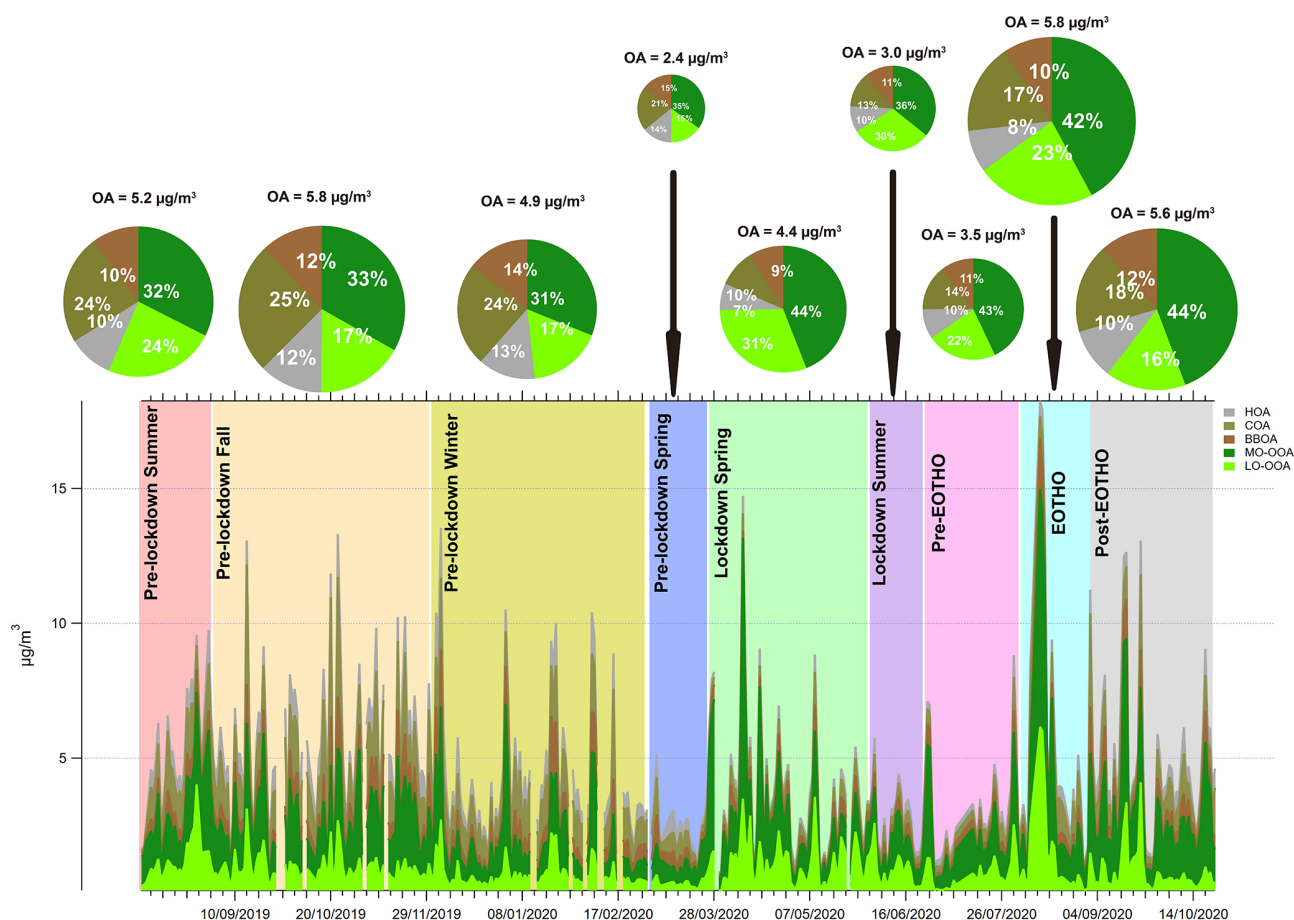 OA = 5.8 µg/m³
OA = 3.0 µg/m³
OA = 2.4 µg/m³
10%
17%
8%
42%
23%
11%
13%
36%
10%
30%
15%
21%
35%
15%
14%
OA = 5.2 µg/m³
OA = 5.8 µg/m³
OA = 4.9 µg/m³
OA = 4.4 µg/m³
OA = 3.5 µg/m³
OA = 5.6 µg/m³
10%
24%
32%
10%
24%
12%
25%
33%
12%
17%
14%
24%
31%
13%
17%
9%
10%
7%
44%
31%
11%
14%
10%
43%
22%
12%
18%
10%
44%
16%
Pre-lockdown Summer
Pre-lockdown Fall
Pre-lockdown Winter
Pre-lockdown Spring
Lockdown Spring
Lockdown Summer
Pre-EOTHO
EOTHO
Post-EOTHO
HOA
COA
BBOA
MO-OOA
LO-OOA
15
10
5
µg/m³
10/09/2019
20/10/2019
29/11/2019
08/01/2020
17/02/2020
28/03/2020
07/05/2020
16/06/2020
26/07/2020
04/09/2020
14/10/2020